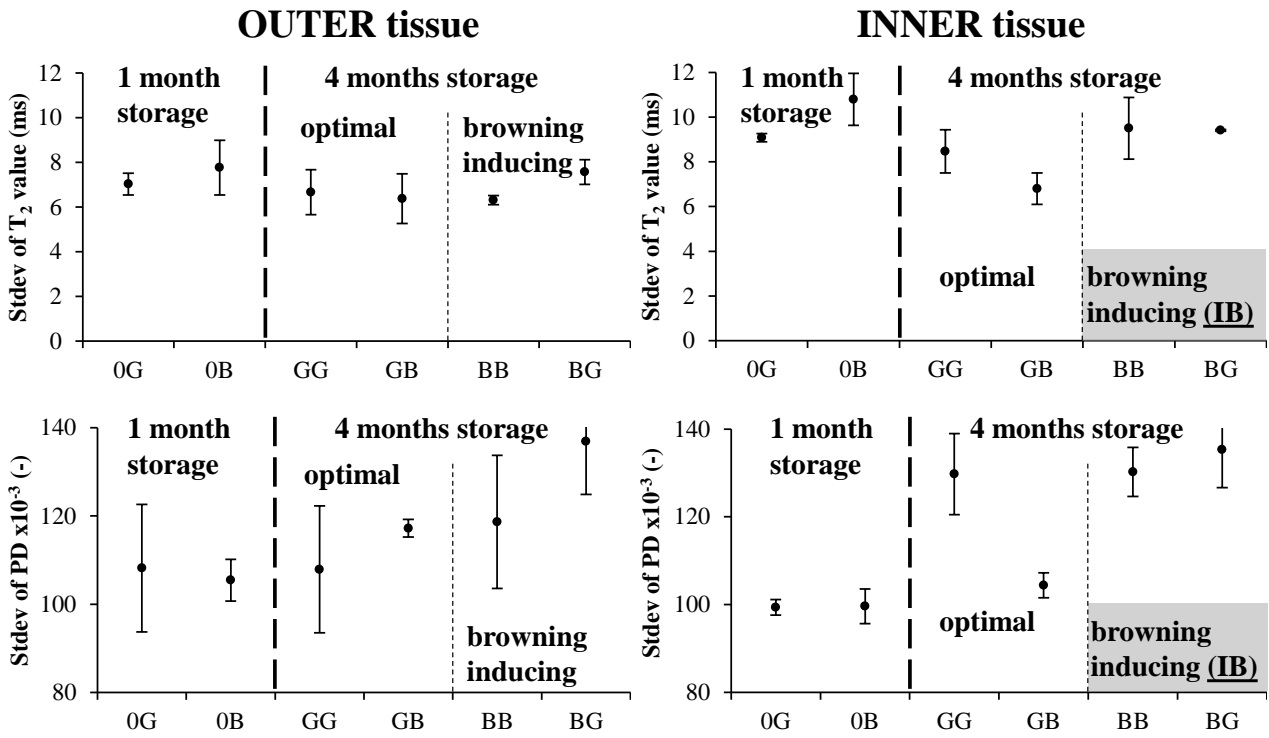 OUTER tissue
Stdev of T₂ value (ms)
12
10
8
6
4
2
0
1 month
storage
4 months storage
optimal
browning
inducing
0G 0B GG GB BB BG
INNER tissue
Stdev of T₂ value (ms)
12
10
8
6
4
2
0
1 month
storage
4 months storage
optimal
browning
inducing (IB)
0G 0B GG GB BB BG
Stdev of PD x10⁻³ (-)
140
120
100
80
1 month
storage
4 months storage
optimal
browning
inducing
0G 0B GG GB BB BG
Stdev of PD x10⁻³ (-)
140
120
100
80
1 month
storage
4 months storage
optimal
browning
inducing (IB)
0G 0B GG GB BB BG